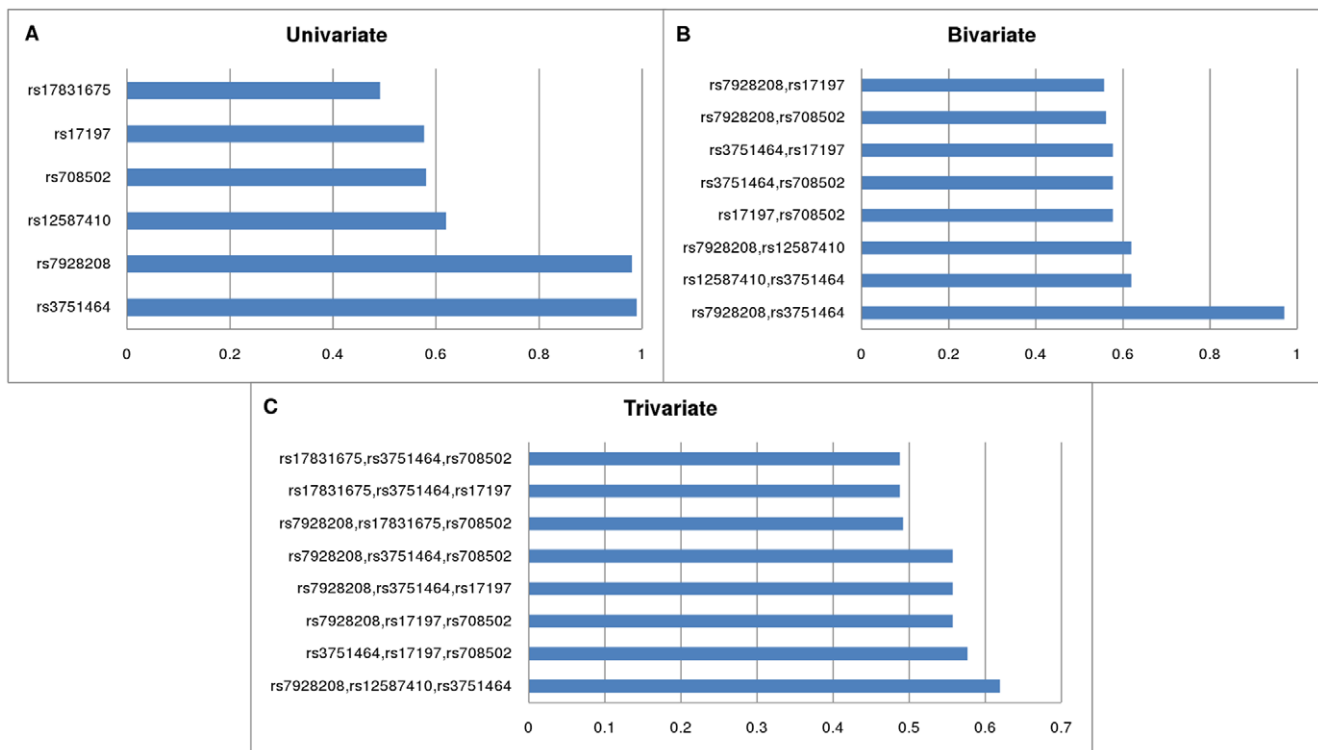 A
Univariate
rs17831675
rs17197
rs708502
rs12587410
rs7928208
rs3751464
0 0.2 0.4 0.6 0.8 1
B
Bivariate
rs7928208,rs17197
rs7928208,rs708502
rs3751464,rs17197
rs3751464,rs708502
rs17197,rs708502
rs7928208,rs12587410
rs12587410,rs3751464
rs7928208,rs3751464
0 0.2 0.4 0.6 0.8 1
C
Trivariate
rs17831675,rs3751464,rs708502
rs17831675,rs3751464,rs17197
rs7928208,rs17831675,rs708502
rs7928208,rs3751464,rs708502
rs7928208,rs3751464,rs17197
rs7928208,rs17197,rs708502
rs3751464,rs17197,rs708502
rs7928208,rs12587410,rs3751464
0 0.1 0.2 0.3 0.4 0.5 0.6 0.7